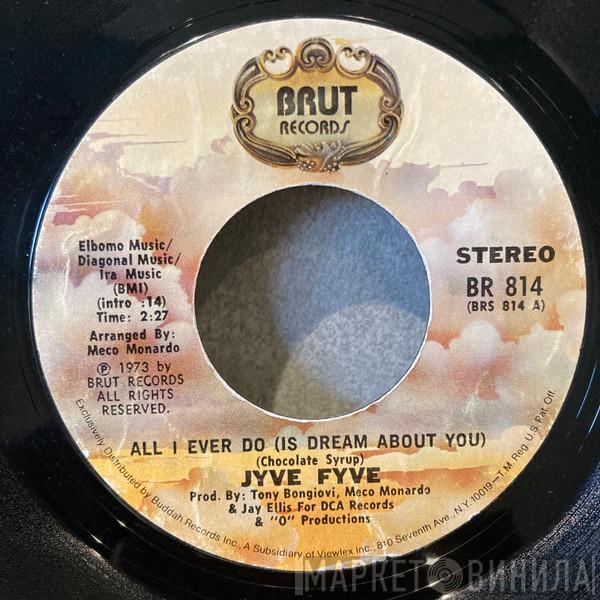 BRUT
RECORDS
Elbomo Music/
Diagonal Music/
Ira Music
(BMI)
(intro :14)
Time: 2:27
Arranged By:
Meco Monardo
℗ 1973 by
BRUT RECORDS
ALL RIGHTS
RESERVED.
STEREO
BR 814
(BRS 814 A)
ALL I EVER DO (IS DREAM ABOUT YOU)
(Chocolate Syrup)
JYVE FYVE
Prod. By: Tony Bongiovi, Meco Monardo
& Jay Ellis For DCA Records
& "O" Productions
Exclusively Distributed by Buddah Records Inc., A Subsidiary of Viewlex Inc., 810 Seventh Ave., N.Y. 10019—T.M. Reg. U.S. Pat. Off.
МАРКЕТ ВИНИЛА